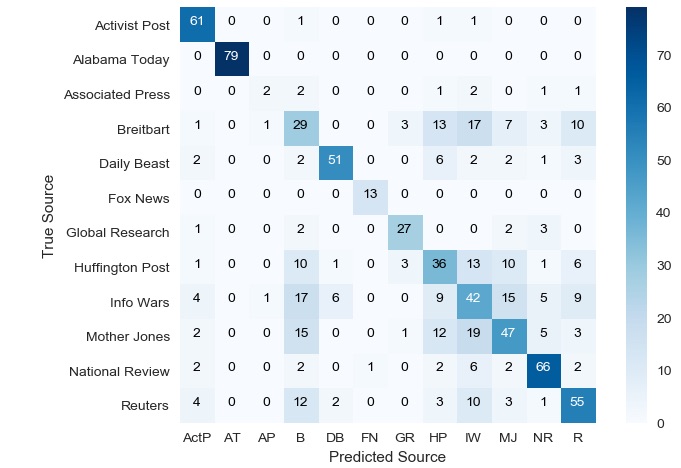 Activist Post 61 0 0 1 0 0 0 1 1 0 0 0
Alabama Today 0 79 0 0 0 0 0 0 0 0 0 0
Associated Press 0 0 2 2 0 0 0 1 2 0 1 1
Breitbart 1 0 1 29 0 0 3 13 17 7 3 10
Daily Beast 2 0 0 2 51 0 0 6 2 2 1 3
Fox News 0 0 0 0 0 13 0 0 0 0 0 0
Global Research 1 0 0 2 0 0 27 0 0 2 3 0
Huffington Post 1 0 0 10 1 0 3 36 13 10 1 6
Info Wars 4 0 1 17 6 0 0 9 42 15 5 9
Mother Jones 2 0 0 15 0 0 1 12 19 47 5 3
National Review 2 0 0 2 0 1 0 2 6 2 66 2
Reuters 4 0 0 12 2 0 0 3 10 3 1 55
ActP AT AP B DB FN GR HP IW MJ NR R
Predicted Source
True Source
70
60
50
40
30
20
10
0